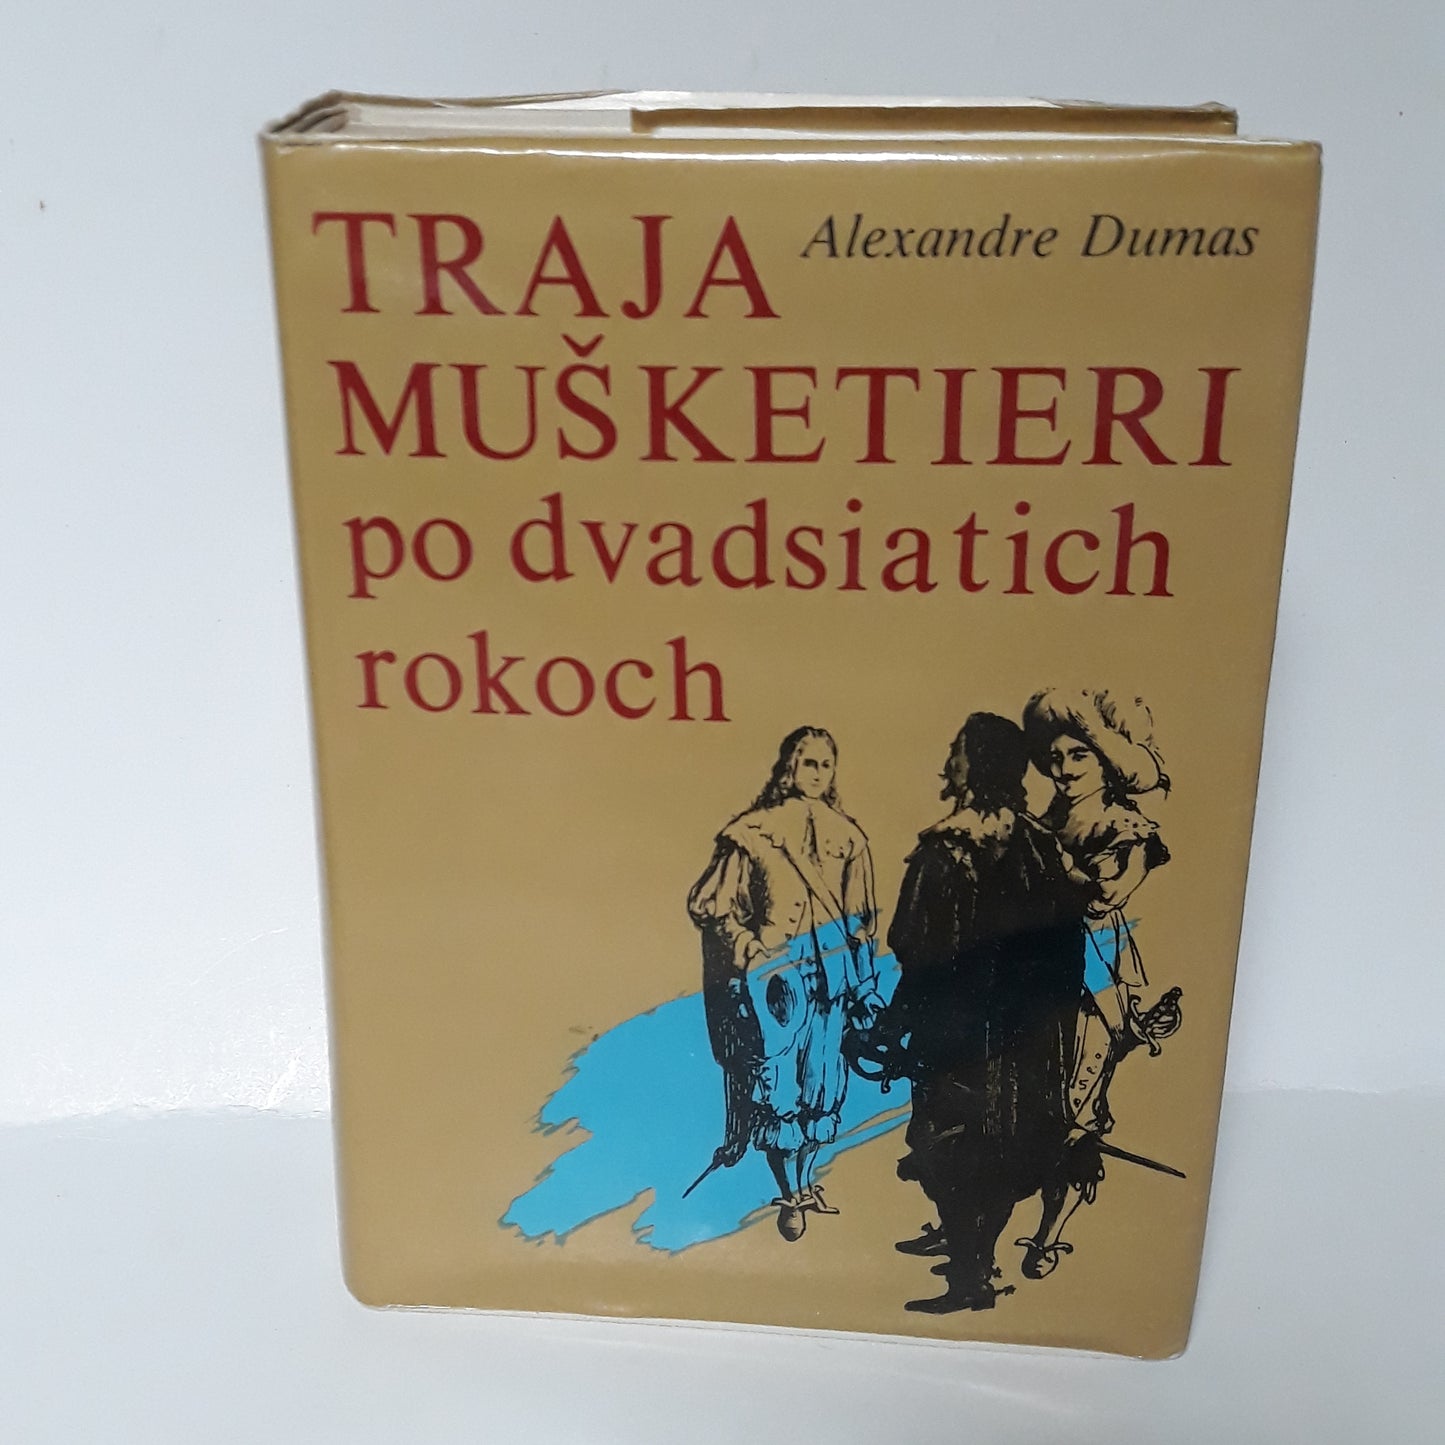 Alexandre Dumas
TRAJA
MUŠKETIERI
po dvadsiatich
rokoch